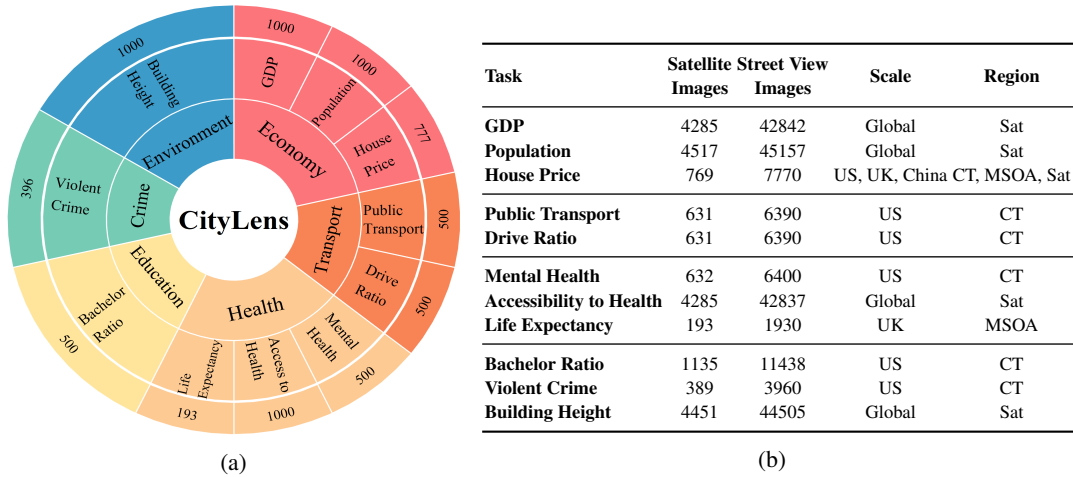 CityLens
Economy
GDP
1000
Population
1000
House
Price
777
Transport
Public
Transport
500
Drive
Ratio
500
Health
Mental
Health
500
Access to
Health
1000
Life
Expectancy
193
Education
Bachelor
Ratio
500
Crime
Violent
Crime
396
Environment
Building
Height
1000
(a)
Task Satellite Images Street View Images Scale Region
GDP 4285 42842 Global Sat
Population 4517 45157 Global Sat
House Price 769 7770 US, UK, China CT, MSOA, Sat
Public Transport 631 6390 US CT
Drive Ratio 631 6390 US CT
Mental Health 632 6400 US CT
Accessibility to Health 4285 42837 Global Sat
Life Expectancy 193 1930 UK MSOA
Bachelor Ratio 1135 11438 US CT
Violent Crime 389 3960 US CT
Building Height 4451 44505 Global Sat
(b)